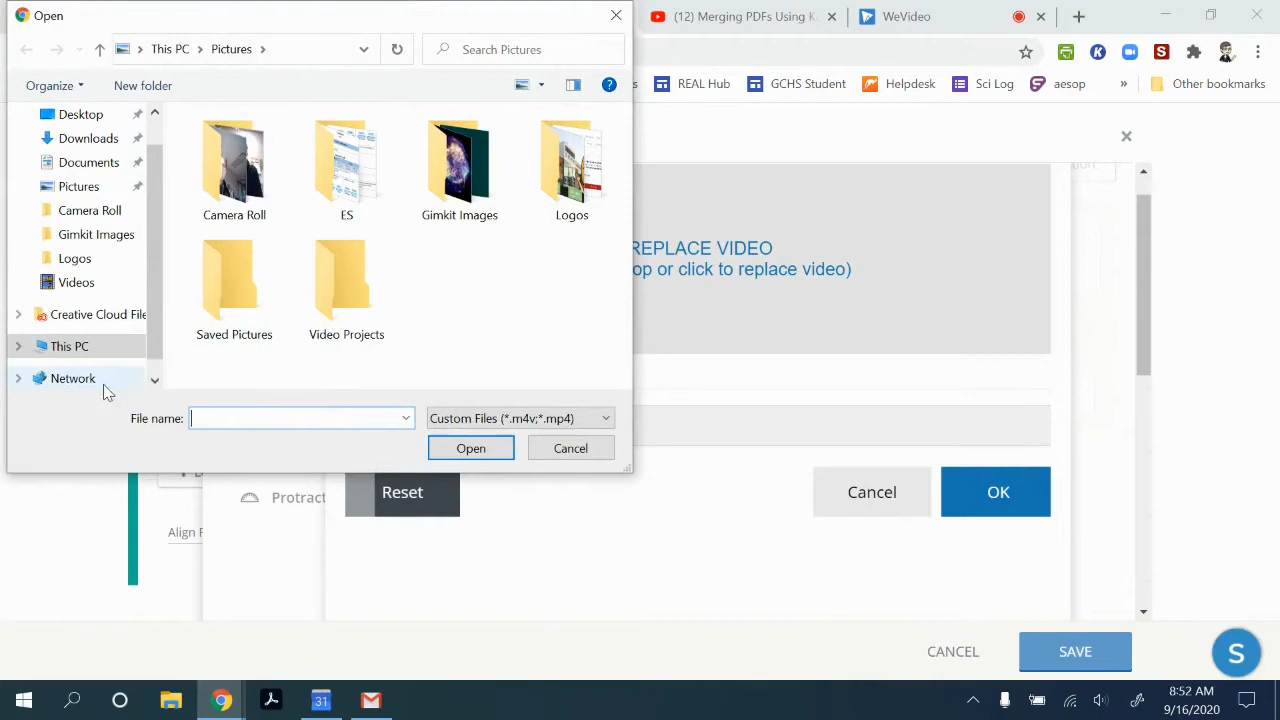 Open
(12) Merging PDFs Using K
WeVideo
This PC
Pictures
Search Pictures
Organize
New folder
REAL Hub
GCHS Student
Helpdesk
Sci Log
aesop
»
Other bookmarks
Desktop
Downloads
Documents
Pictures
Camera Roll
Gimkit Images
Logos
Videos
Creative Cloud File
This PC
Network
Camera Roll
ES
Gimkit Images
Logos
Saved Pictures
Video Projects
REPLACE VIDEO
op or click to replace video)
File name:
Custom Files (*.m4v;*.mp4)
Open
Cancel
Reset
Cancel
OK
Protract
Align F
CANCEL
SAVE
S
31
8:52 AM
9/16/2020